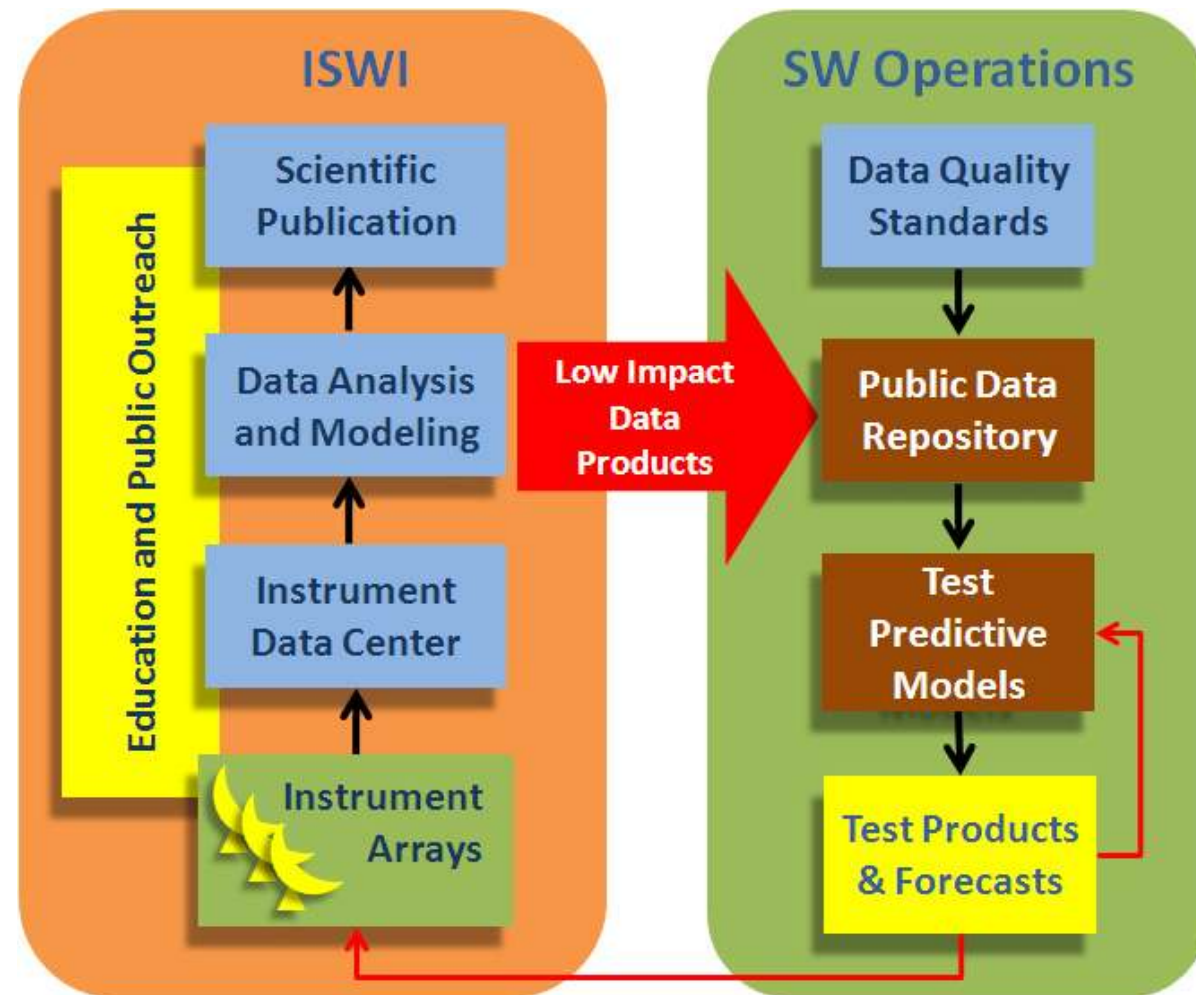 ISWI
Scientific
Publication
Education and Public Outreach
Data Analysis
and Modeling
Instrument
Data Center
Instrument
Arrays
Low Impact
Data
Products
SW Operations
Data Quality
Standards
Public Data
Repository
Test
Predictive
Models
Test Products
& Forecasts